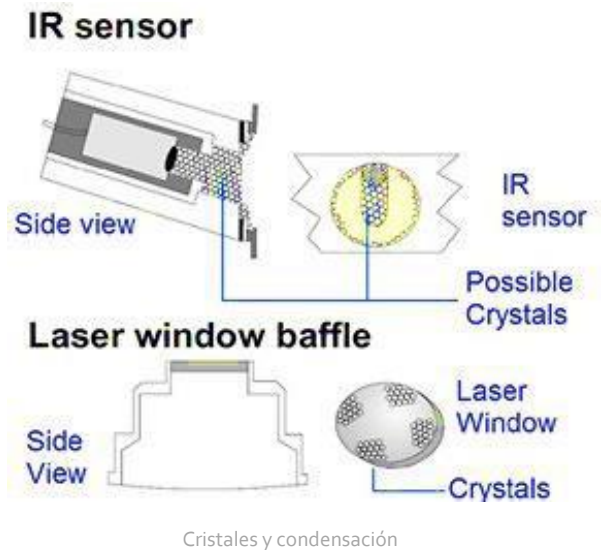 IR sensor
Side view
IR
sensor
Possible
Crystals
Laser window baffle
Side
View
Laser
Window
Crystals
Cristales y condensación